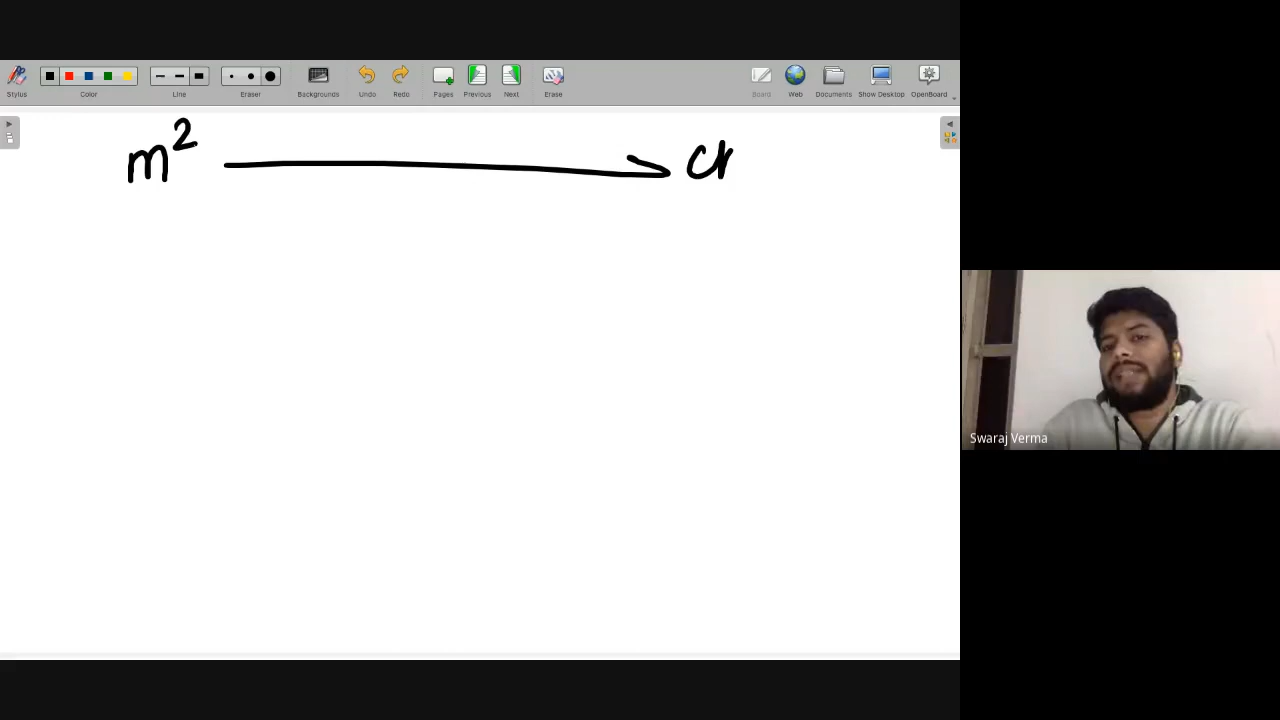 Stylus Color Line Eraser Backgrounds Undo Redo Pages Previous Next Erase Board Web Documents Show Desktop OpenBoard
m²
Swaraj Verma